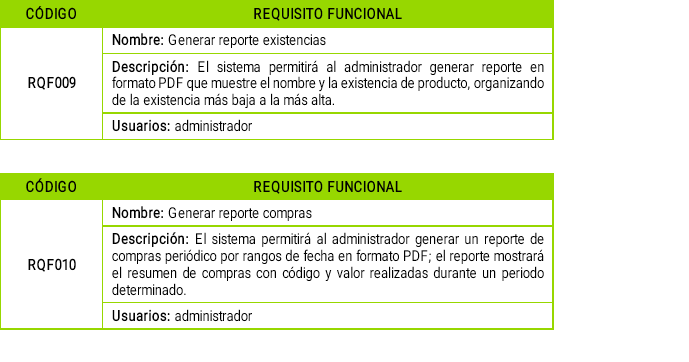 CÓDIGO REQUISITO FUNCIONAL
Nombre: Generar reporte existencias
RQF009
Descripción: El sistema permitirá al administrador generar reporte en
formato PDF que muestre el nombre y la existencia de producto, organizando
de la existencia más baja a la más alta.
Usuarios: administrador
CÓDIGO REQUISITO FUNCIONAL
Nombre: Generar reporte compras
RQF010
Descripción: El sistema permitirá al administrador generar un reporte de
compras periódico por rangos de fecha en formato PDF; el reporte mostrará
el resumen de compras con código y valor realizadas durante un periodo
determinado.
Usuarios: administrador